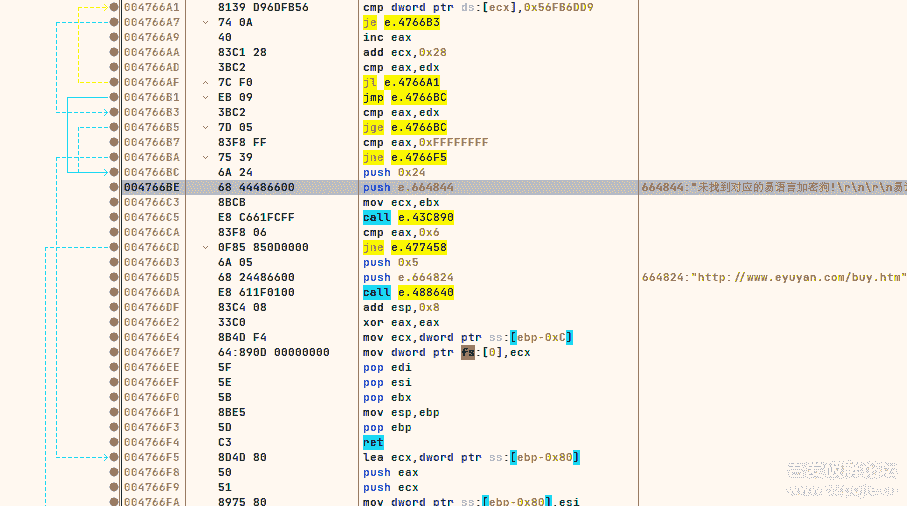 004766A1 8139 D96DFB56 cmp dword ptr ds:[ecx],0x56FB6DD9
004766A7 74 0A je e.4766B3
004766A9 40 inc eax
004766AA 83C1 28 add ecx,0x28
004766AD 3BC2 cmp eax,edx
004766AF 7C F0 jl e.4766A1
004766B1 EB 09 jmp e.4766BC
004766B3 3BC2 cmp eax,edx
004766B5 7D 05 jge e.4766BC
004766B7 83F8 FF cmp eax,0xFFFFFFFF
004766BA 75 39 jne e.4766F5
004766BC 6A 24 push 0x24
004766BE 68 44486600 push e.664844 664844:"未找到对应的易语言加密狗!\r\n\r\n易
004766C3 8BCB mov ecx,ebx
004766C5 E8 C661FCFF call e.43C890
004766CA 83F8 06 cmp eax,0x6
004766CD 0F85 850D0000 jne e.477458
004766D3 6A 05 push 0x5
004766D5 68 24486600 push e.664824 664824:"http://www.eyuyan.com/buy.htm"
004766DA E8 611F0100 call e.488640
004766DF 83C4 08 add esp,0x8
004766E2 33C0 xor eax,eax
004766E4 8B4D F4 mov ecx,dword ptr ss:[ebp-0xC]
004766E7 64:890D 00000000 mov dword ptr fs:[0],ecx
004766EE 5F pop edi
004766EF 5E pop esi
004766F0 5B pop ebx
004766F1 8BE5 mov esp,ebp
004766F3 5D pop ebp
004766F4 C3 ret
004766F5 8D4D 80 lea ecx,dword ptr ss:[ebp-0x80]
004766F8 50 push eax
004766F9 51 push ecx
004766FA 8975 80 mov dword ptr ss:[ebp-0x80],esi